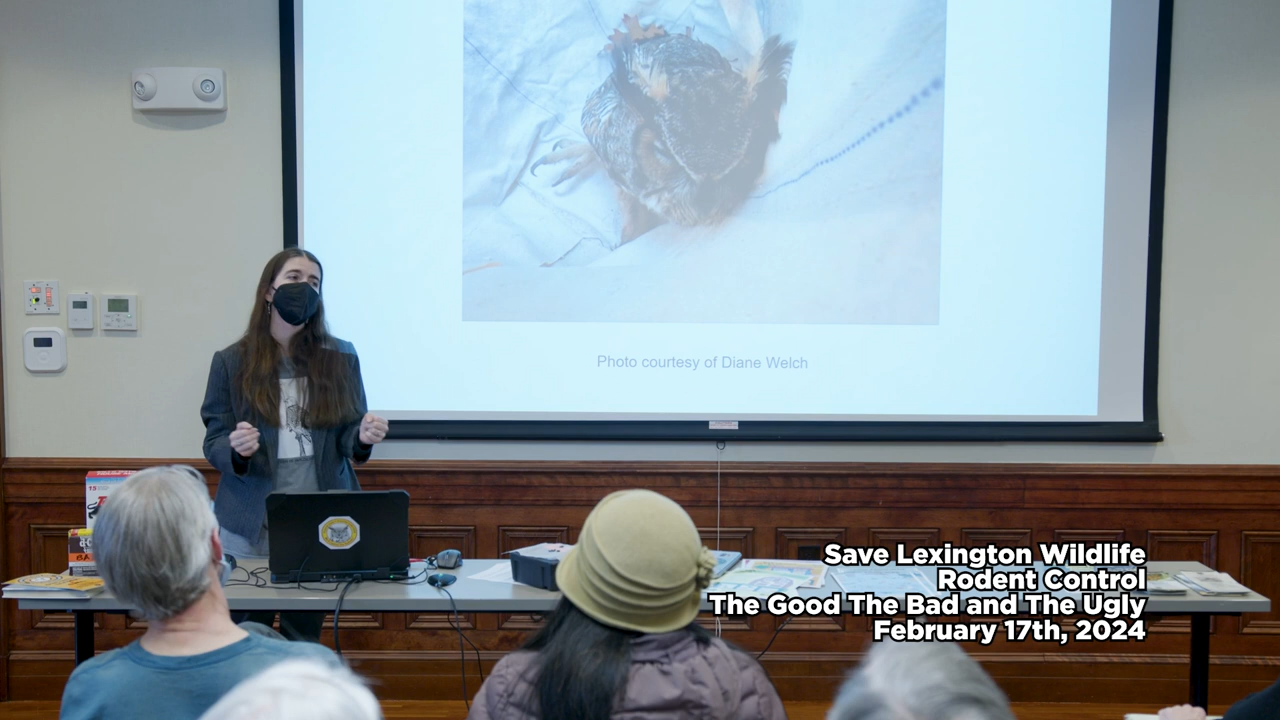 Photo courtesy of Diane Welch
Save Lexington Wildlife
Rodent Control
The Good The Bad and The Ugly
February 17th, 2024
15